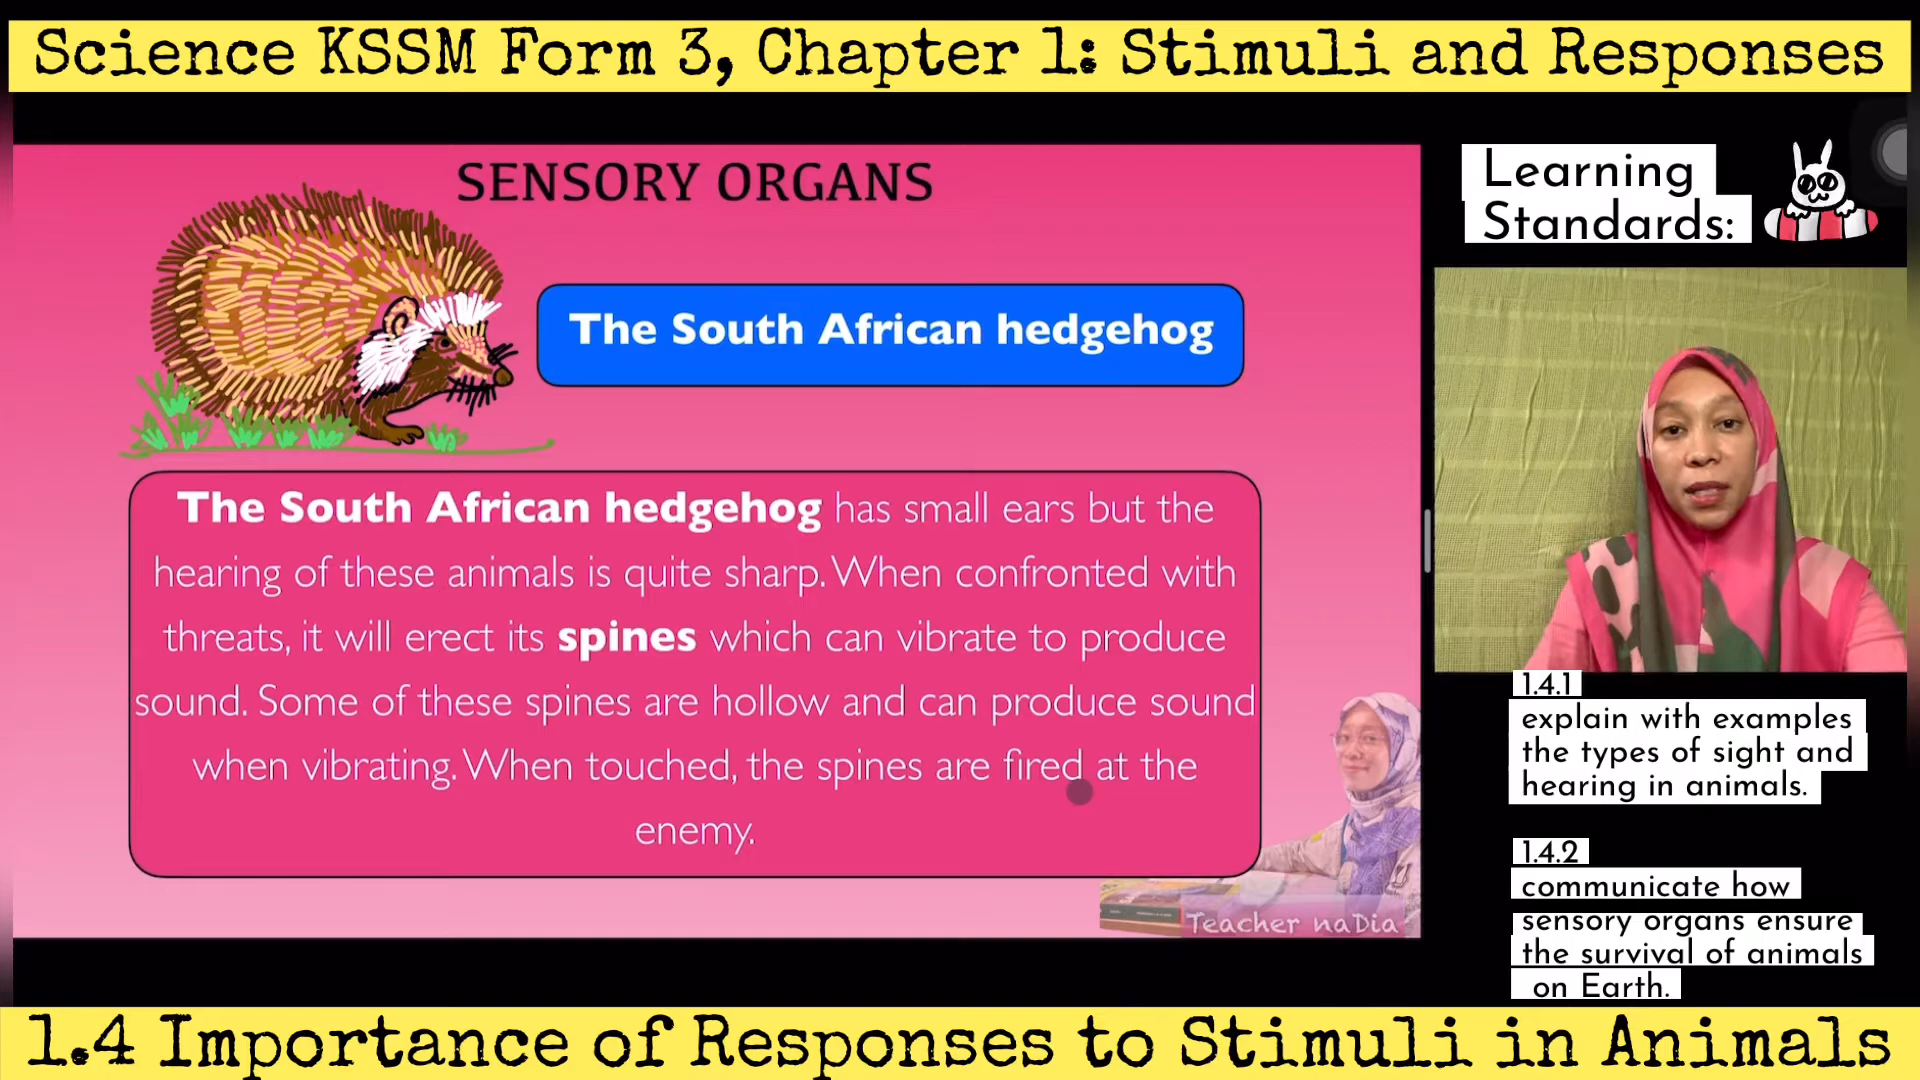 Science KSSM Form 3, Chapter 1: Stimuli and Responses
SENSORY ORGANS
The South African hedgehog
The South African hedgehog has small ears but the
hearing of these animals is quite sharp. When confronted with
threats, it will erect its spines which can vibrate to produce
sound. Some of these spines are hollow and can produce sound
when vibrating. When touched, the spines are fired at the
enemy.
Teacher naDia
Learning
Standards:
1.4.1
explain with examples
the types of sight and
hearing in animals.
1.4.2
communicate how
sensory organs ensure
the survival of animals
on Earth.
1.4 Importance of Responses to Stimuli in Animals